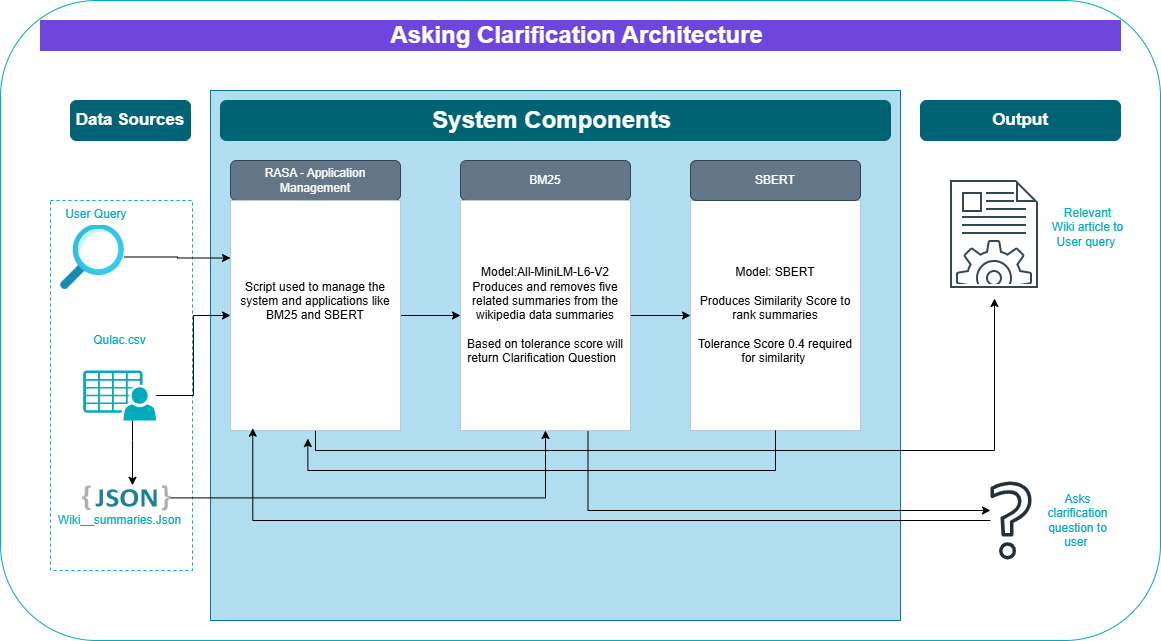 Asking Clarification Architecture
Data Sources
System Components
Output
RASA - Application
Management
BM25
SBERT
User Query
Script used to manage the
system and applications like
BM25 and SBERT
Model:All-MiniLM-L6-V2
Produces and removes five
related summaries from the
wikipedia data summaries
Based on tolerance score will
return Clarification Question
Model: SBERT
Produces Similarity Score to
rank summaries
Tolerance Score 0.4 required
for similarity
Relevant
Wiki article to
User query
Qulac.csv
{JSON}
Wiki__summaries.Json
?
Asks
clarification
question to
user